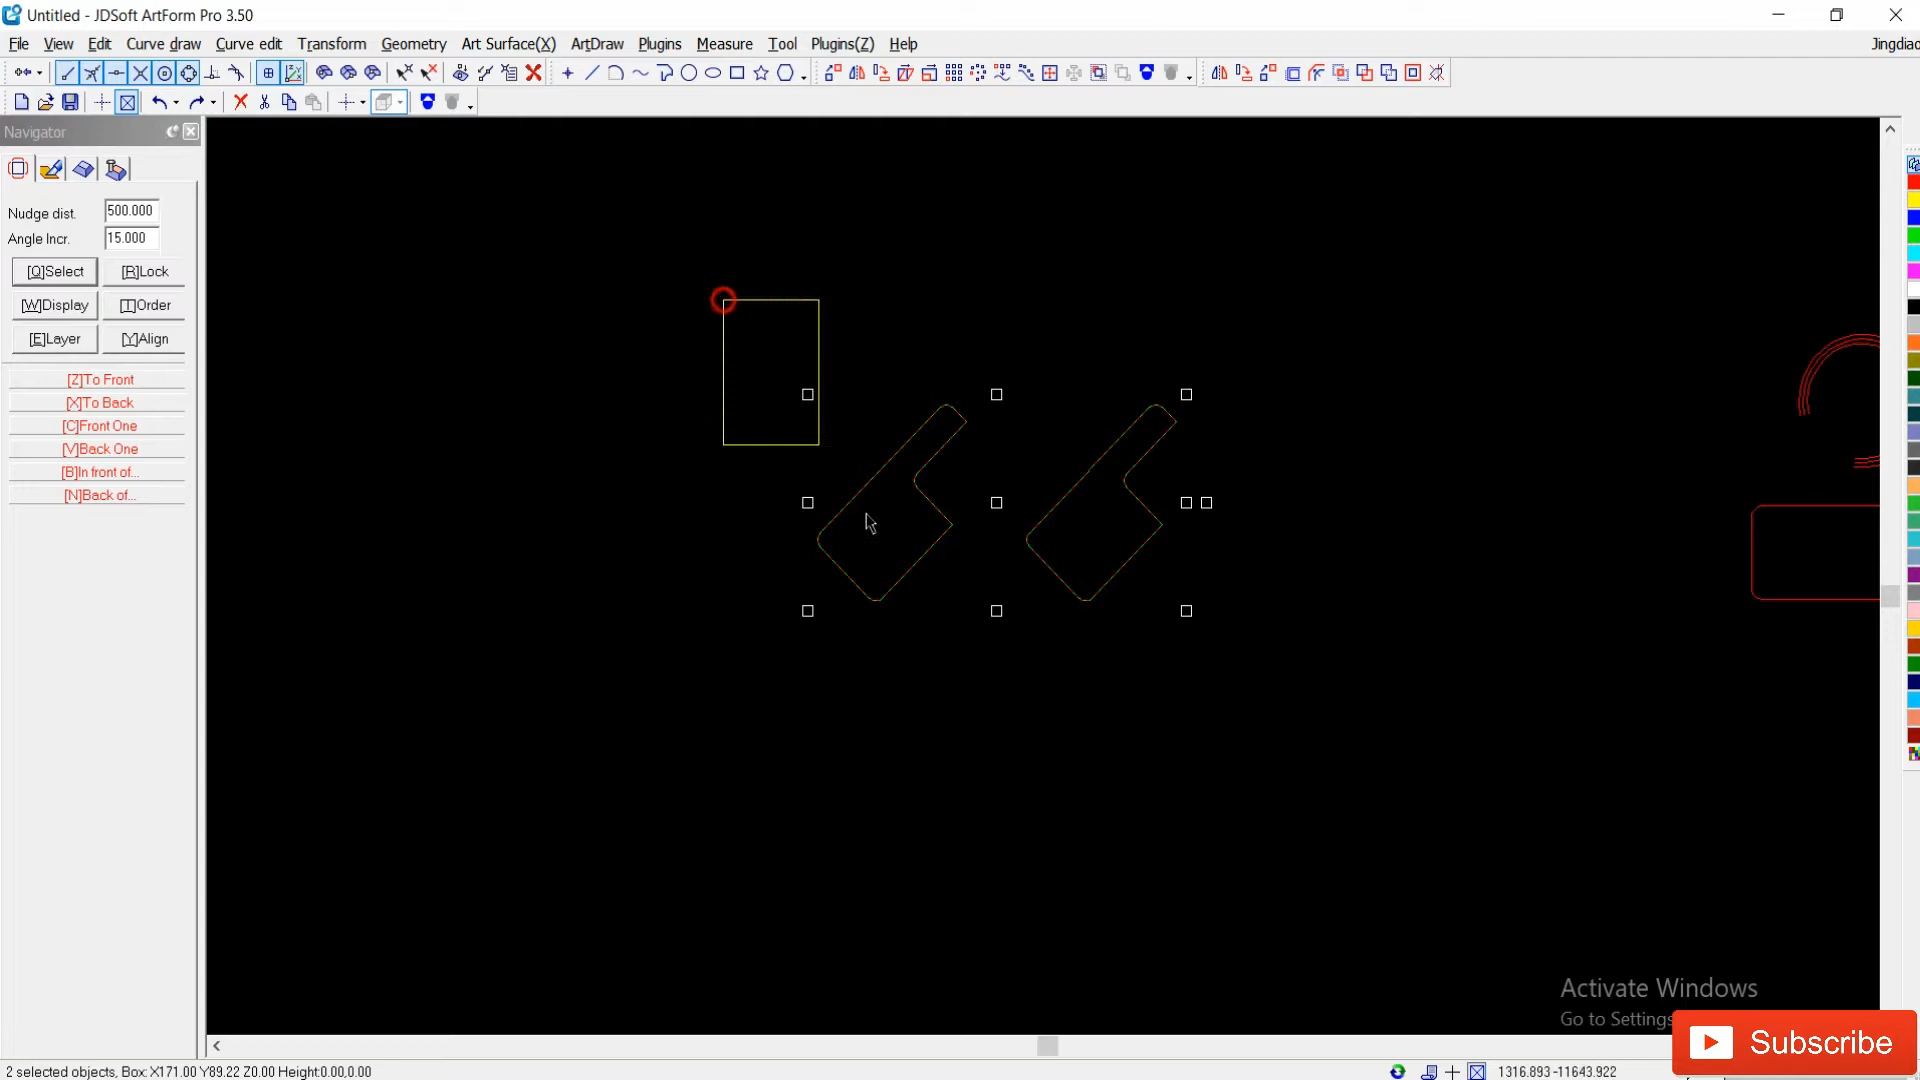 Untitled - JDSoft ArtForm Pro 3.50
File View Edit Curve draw Curve edit Transform Geometry Art Surface(X) ArtDraw Plugins Measure Tool Plugins(Z) Help Jingdiao
Navigator
Nudge dist. 500.000
Angle Incr. 15.000
[Q]Select [R]Lock
[W]Display [T]Order
[E]Layer [Y]Align
[Z]To Front
[X]To Back
[C]Front One
[V]Back One
[B]In front of...
[N]Back of...
Activate Windows
Go to Settings
Subscribe
2 selected objects, Box: X171.00 Y89.22 Z0.00 Height:0.00,0.00
1316.893 -11643.922